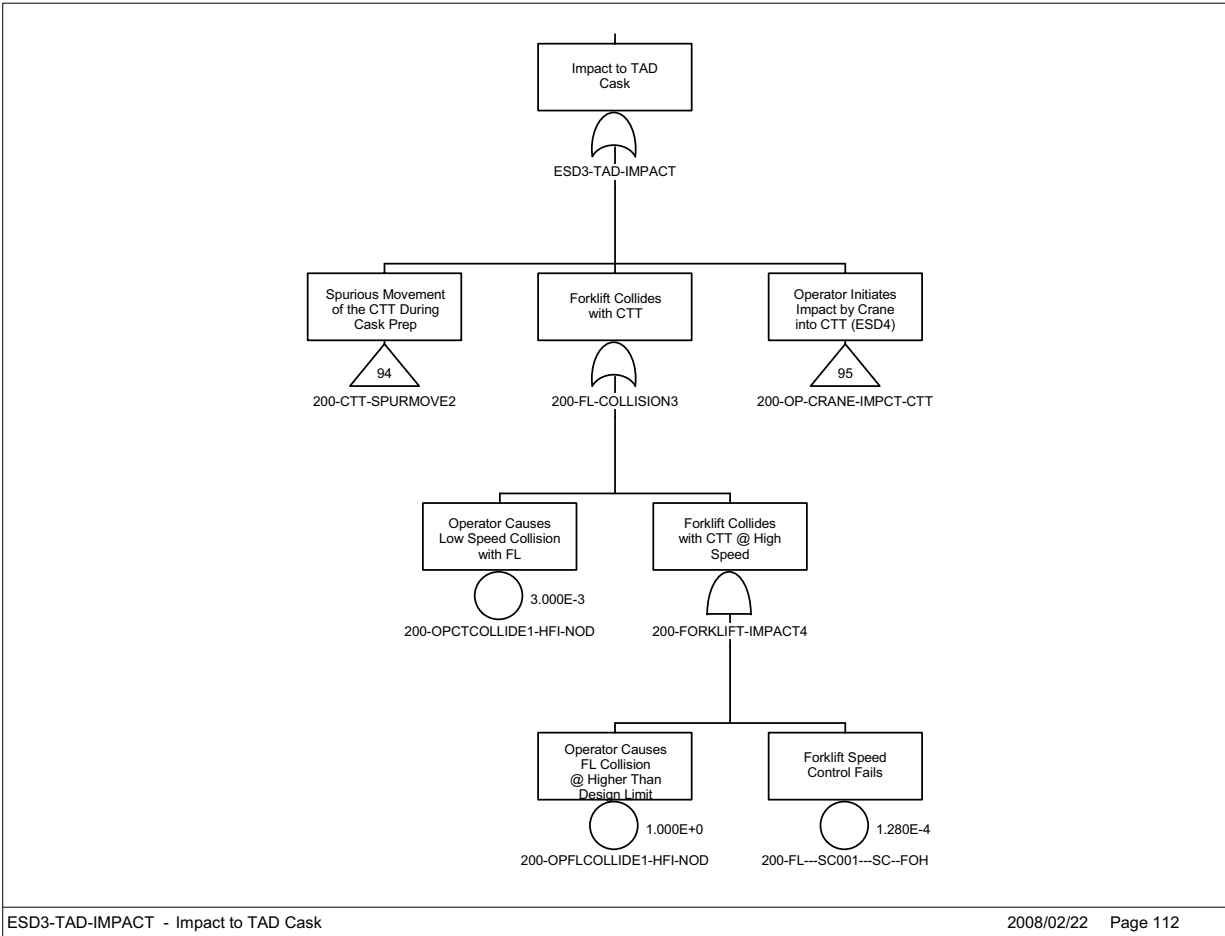 Impact to TAD
Cask
ESD3-TAD-IMPACT
Spurious Movement
of the CTT During
Cask Prep
94
200-CTT-SPURMOVE2
Forklift Collides
with CTT
200-FL-COLLISION3
Operator Initiates
Impact by Crane
into CTT (ESD4)
95
200-OP-CRANE-IMPCT-CTT
Operator Causes
Low Speed Collision
with FL
3.000E-3
200-OPCTCOLLIDE1-HFI-NOD
Forklift Collides
with CTT @ High
Speed
200-FORKLIFT-IMPACT4
Operator Causes
FL Collision
@ Higher Than
Design Limit
1.000E+0
200-OPFLCOLLIDE1-HFI-NOD
Forklift Speed
Control Fails
1.280E-4
200-FL---SC001---SC--FOH
ESD3-TAD-IMPACT - Impact to TAD Cask
2008/02/22 Page 112